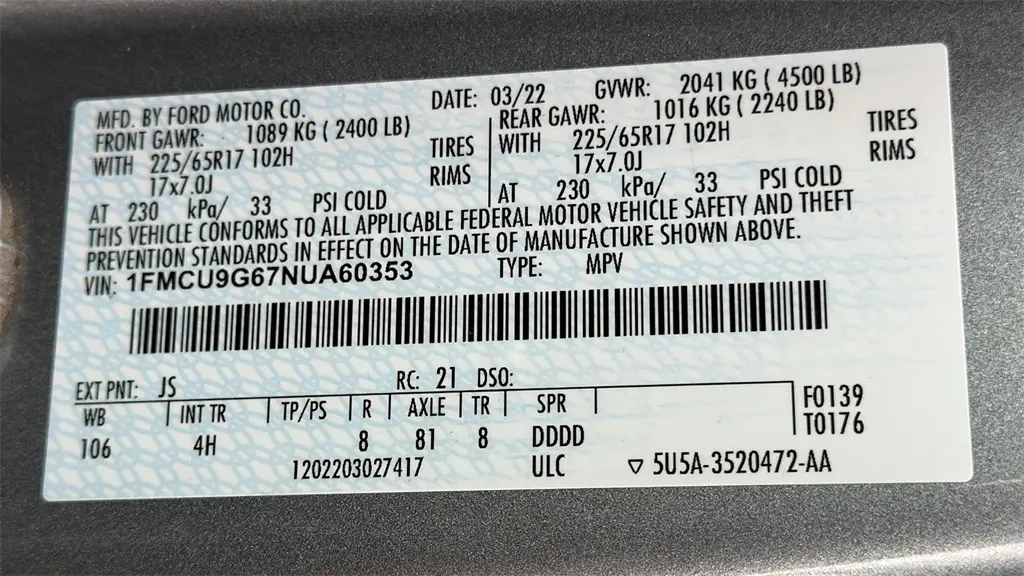 MFD. BY FORD MOTOR CO. DATE: 03/22 GVWR: 2041 KG ( 4500 LB)
FRONT GAWR: 1089 KG ( 2400 LB) REAR GAWR: 1016 KG ( 2240 LB)
WITH 225/65R17 102H TIRES WITH 225/65R17 102H TIRES
17x7.0J RIMS 17x7.0J RIMS
AT 230 kPa/ 33 PSI COLD AT 230 kPa/ 33 PSI COLD
THIS VEHICLE CONFORMS TO ALL APPLICABLE FEDERAL MOTOR VEHICLE SAFETY AND THEFT
PREVENTION STANDARDS IN EFFECT ON THE DATE OF MANUFACTURE SHOWN ABOVE.
VIN: 1FMCU9G67NUA60353 TYPE: MPV
EXT PNT: JS RC: 21 DSO:
WB INT TR TP/PS R AXLE TR SPR F0139
106 4H 8 81 8 DDDD T0176
1202203027417 ULC ▽ 5U5A-3520472-AA